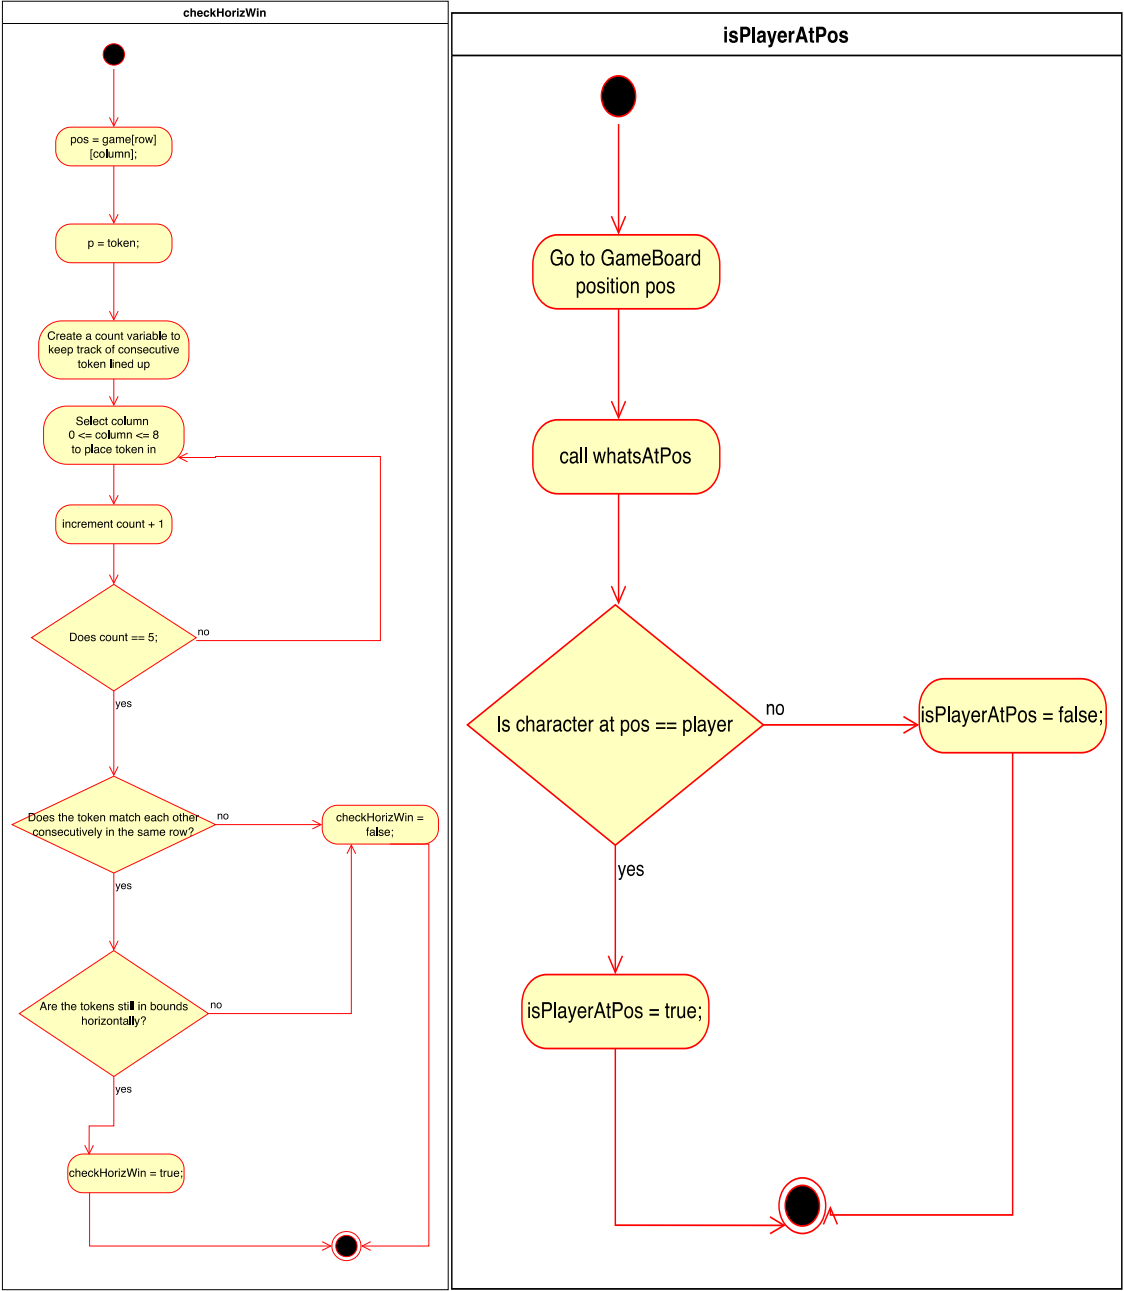 checkHorizWin
pos = game[row]
[column];
p = token;
Create a count variable to
keep track of consecutive
token lined up
Select column
0 <= column <= 8
to place token in
increment count + 1
Does count == 5;
no
yes
Does the token match each other
consecutively in the same row?
no
checkHorizWin =
false;
yes
Are the tokens still in bounds
horizontally?
no
yes
checkHorizWin = true;
isPlayerAtPos
Go to GameBoard
position pos
call whatsAtPos
Is character at pos == player
no
isPlayerAtPos = false;
yes
isPlayerAtPos = true;